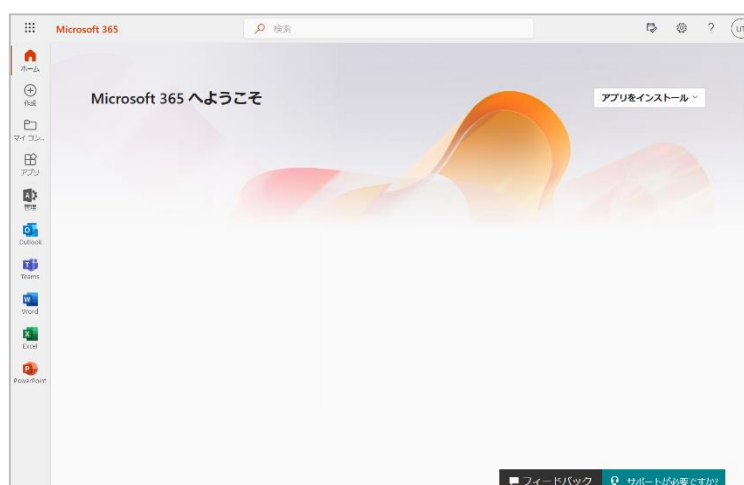 Microsoft 365
検索
UT
ホーム
作成
マイ コン...
アプリ
管理
Outlook
Teams
Word
Excel
PowerPoint
Microsoft 365 へようこそ
アプリをインストール
フィードバック
サポートが必要ですか?